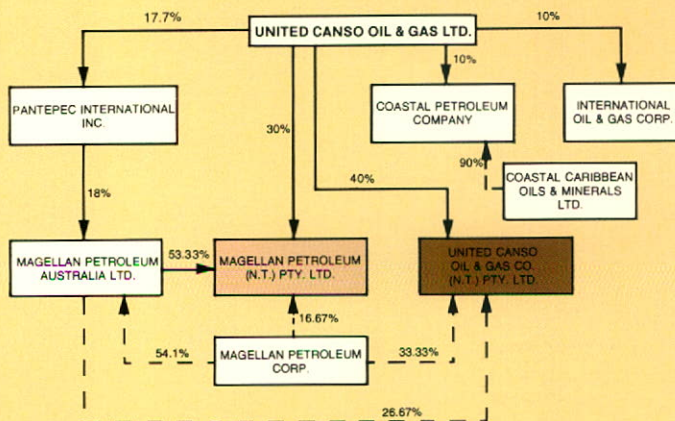 17.7%
UNITED CANSO OIL & GAS LTD.
10%
10%
PANTEPEC INTERNATIONAL
INC.
COASTAL PETROLEUM
COMPANY
INTERNATIONAL
OIL & GAS CORP.
30%
90%
40%
COASTAL CARIBBEAN
OILS & MINERALS
LTD.
18%
MAGELLAN PETROLEUM
AUSTRALIA LTD.
53.33%
MAGELLAN PETROLEUM
(N.T.) PTY. LTD.
UNITED CANSO
OIL & GAS CO.
(N.T.) PTY. LTD.
16.67%
54.1%
MAGELLAN PETROLEUM
CORP.
33.33%
26.67%